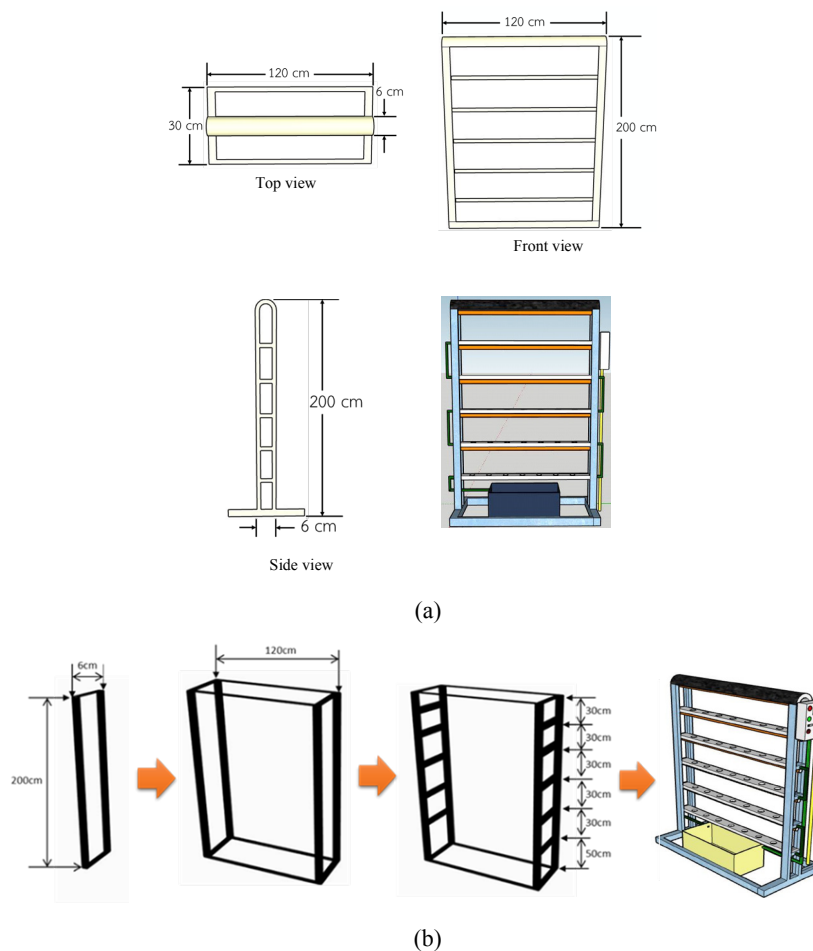 120 cm
6 cm
30 cm
Top view
120 cm
200 cm
Front view
200 cm
6 cm
Side view
(a)
6cm
200cm
120cm
30cm
30cm
30cm
30cm
30cm
50cm
(b)